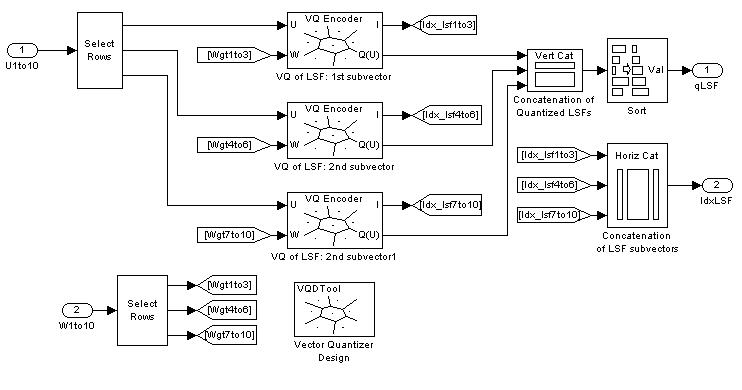 VQ Encoder
U
I
[Idx_lsf1to3]
1
U1to10
Select
Rows
[Wgt1to3]
W
Q(U)
VQ of LSF: 1st subvector
Vert Cat
Concatenation of
Quantized LSFs
Val
Sort
1
qLSF
VQ Encoder
U
I
[Idx_lsf4to6]
[Wgt4to6]
W
Q(U)
VQ of LSF: 2nd subvector
[Idx_lsf1to3]
[Idx_lsf4to6]
[Idx_lsf7to10]
Horiz Cat
Concatenation
of LSF subvectors
2
IdxLSF
VQ Encoder
U
I
[Idx_lsf7to10]
[Wgt7to10]
W
Q(U)
VQ of LSF: 2nd subvector1
2
W1to10
Select
Rows
[Wgt1to3]
[Wgt4to6]
[Wgt7to10]
VQDTool
Vector Quantizer
Design